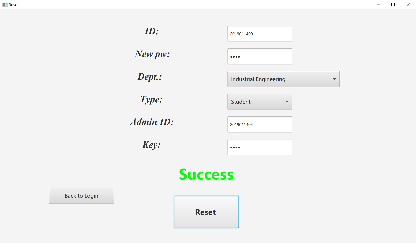 ID:
New pw:
Dept.: Industrial Engineering
Type: Student
Admin ID:
Key:
Success
Back to Login
Reset